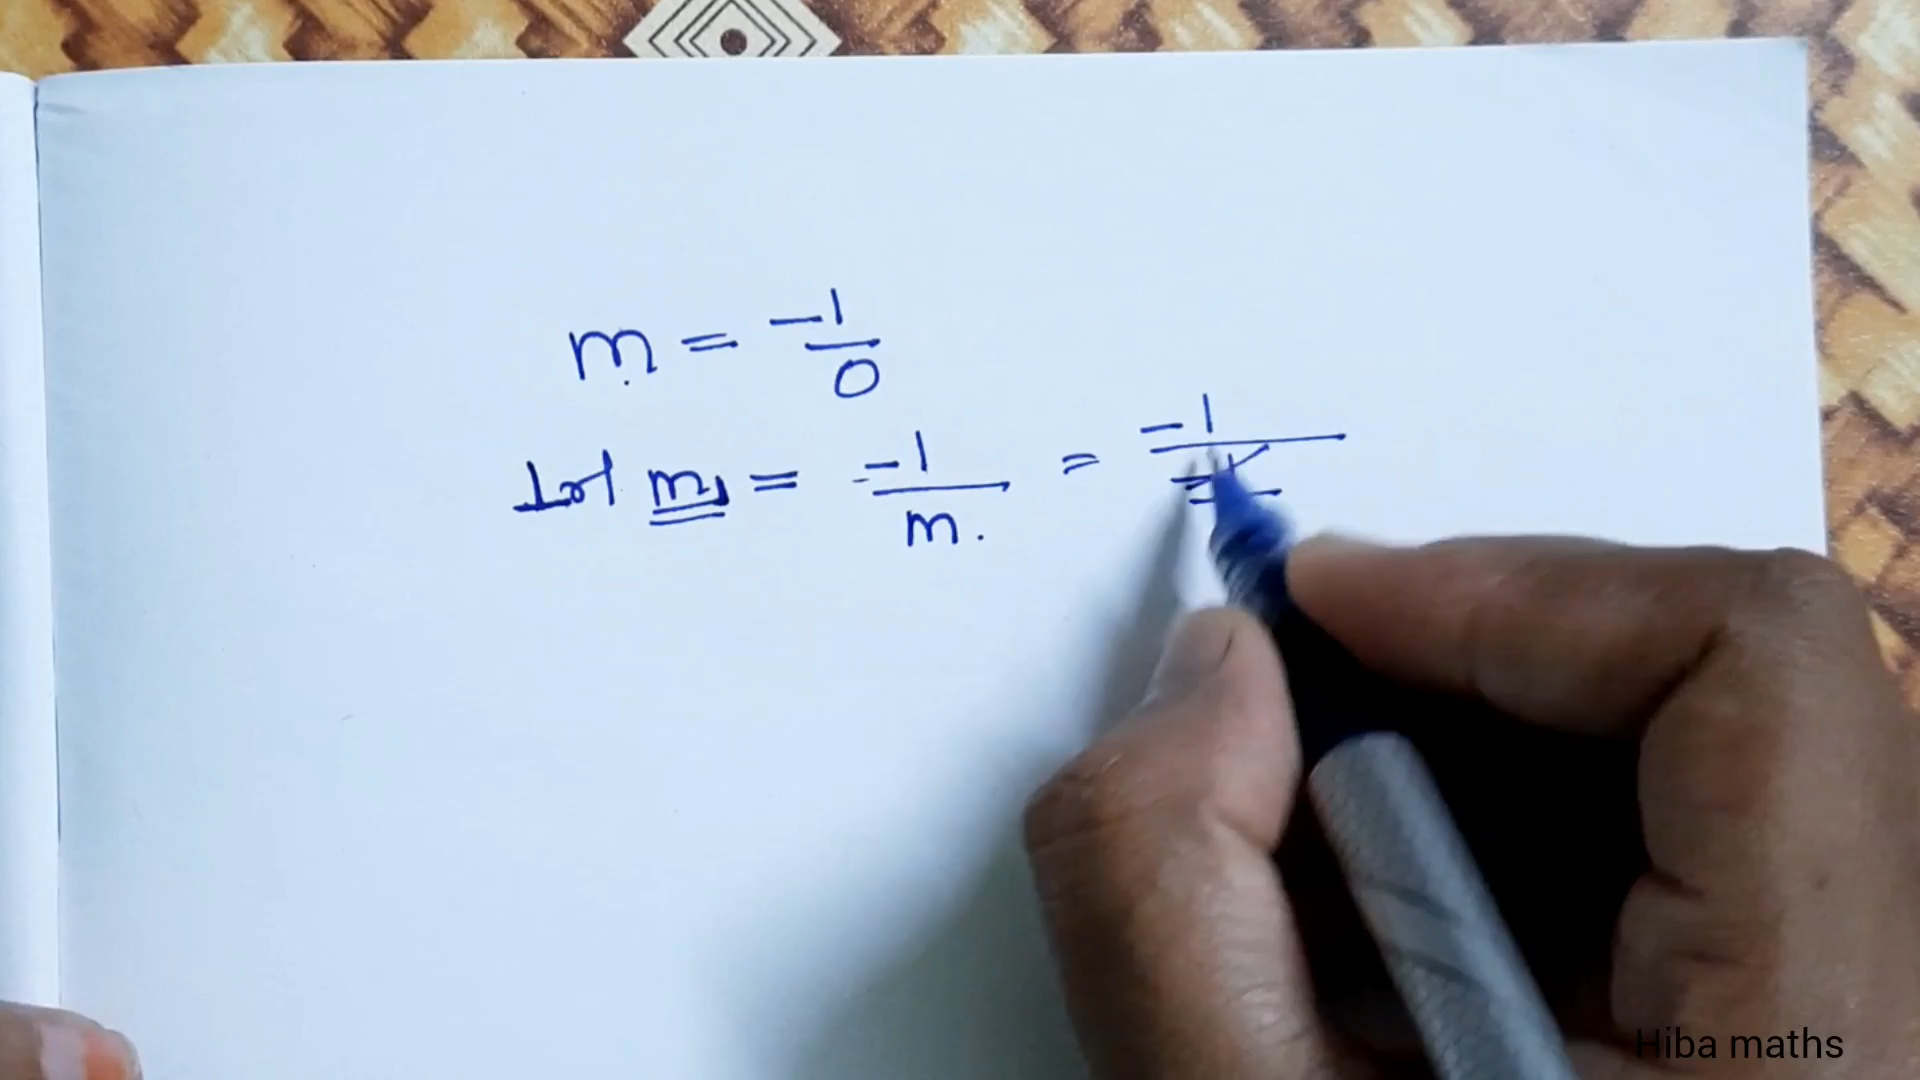 m = -1/0
m₁ = -1/m. = -1/
Hiba maths